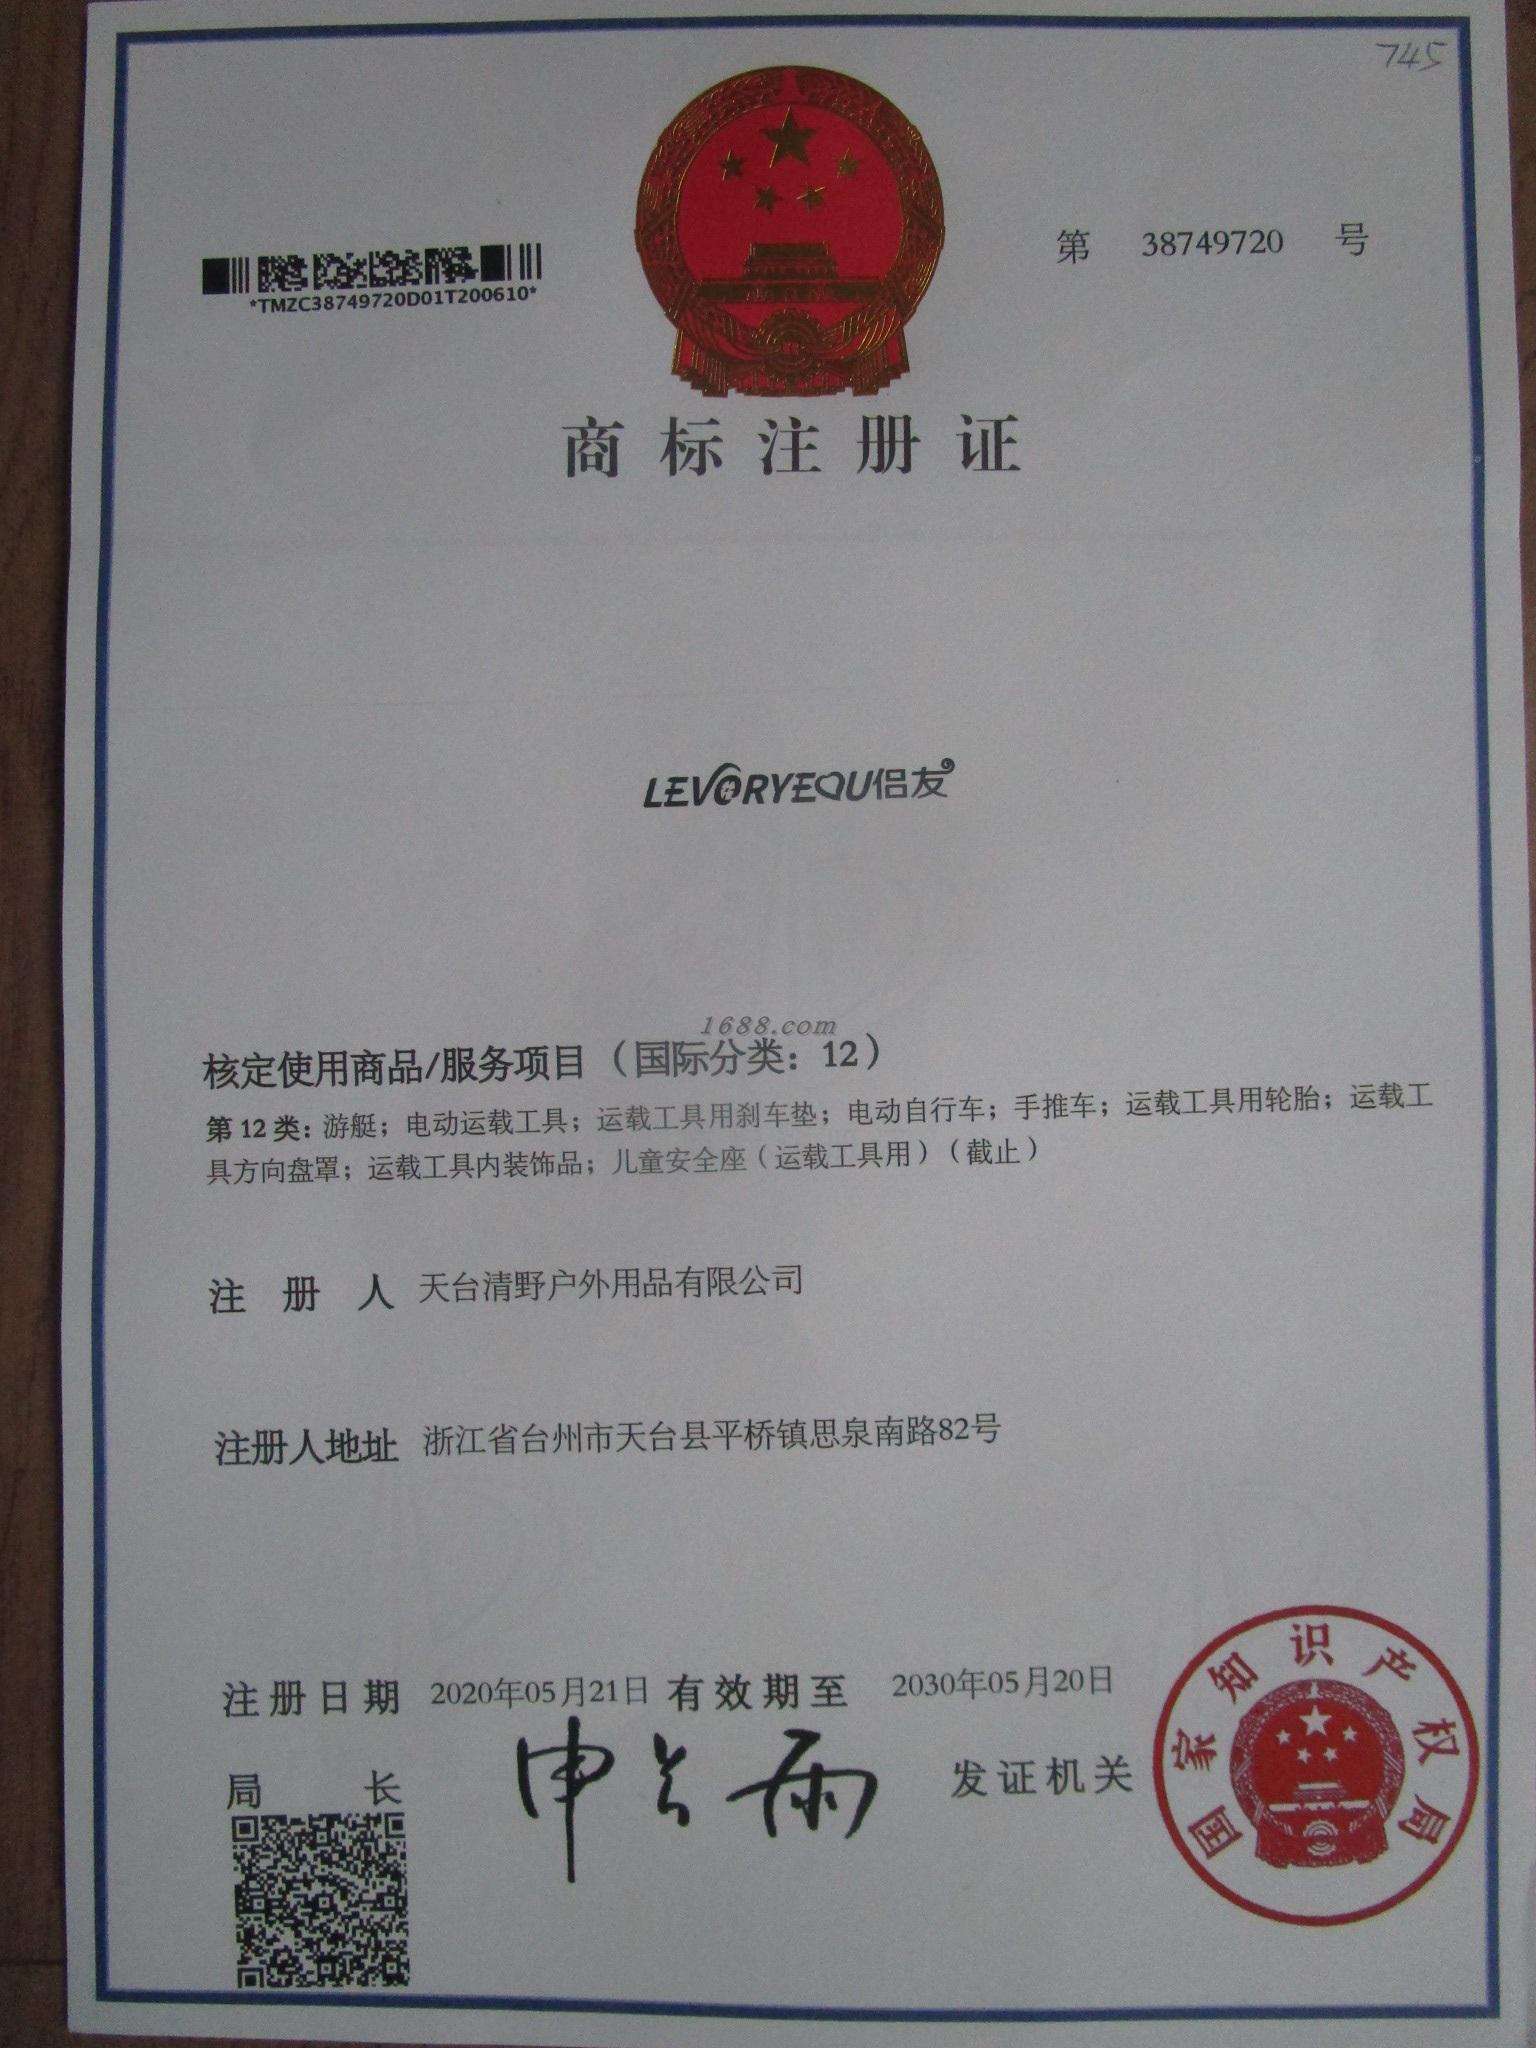 745
第 38749720 号
*TMZC38749720D01T200610*
商标注册证
LEVORYEOU侣友
1688.com
核定使用商品/服务项目（国际分类：12）
第12类：游艇；电动运载工具；运载工具用刹车垫；电动自行车；手推车；运载工具用轮胎；运载工
具方向盘罩；运载工具内装饰品；儿童安全座（运载工具用）（截止）
注册人 天台清野户外用品有限公司
注册人地址 浙江省台州市天台县平桥镇思泉南路82号
注册日期 2020年05月21日 有效期至 2030年05月20日
局长 申长雨 发证机关
国家知识产权局